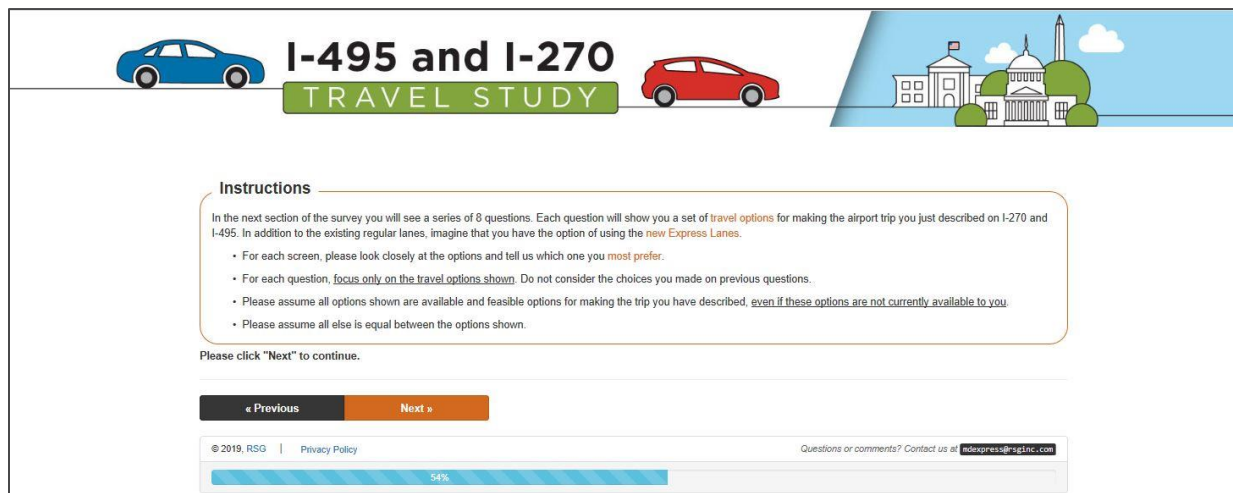 I-495 and I-270
TRAVEL STUDY
Instructions
In the next section of the survey you will see a series of 8 questions. Each question will show you a set of travel options for making the airport trip you just described on I-270 and
I-495. In addition to the existing regular lanes, imagine that you have the option of using the new Express Lanes.
• For each screen, please look closely at the options and tell us which one you most prefer.
• For each question, focus only on the travel options shown. Do not consider the choices you made on previous questions.
• Please assume all options shown are available and feasible options for making the trip you have described, even if these options are not currently available to you.
• Please assume all else is equal between the options shown.
Please click "Next" to continue.
« Previous
Next »
© 2019, RSG | Privacy Policy
Questions or comments? Contact us at mdexpress@rsginc.com
54%